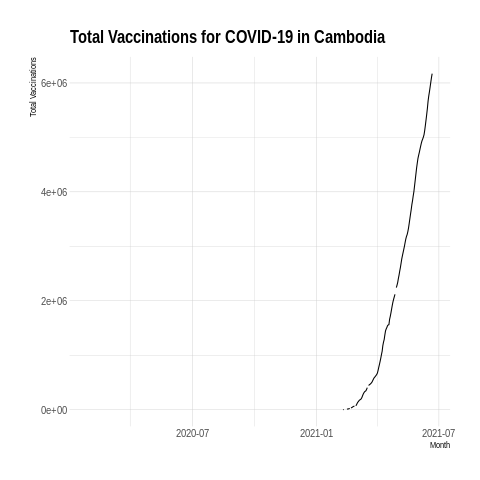 Total Vaccinations for COVID-19 in Cambodia
Total Vaccinations
6e+06
4e+06
2e+06
0e+00
2020-07
2021-01
2021-07
Month